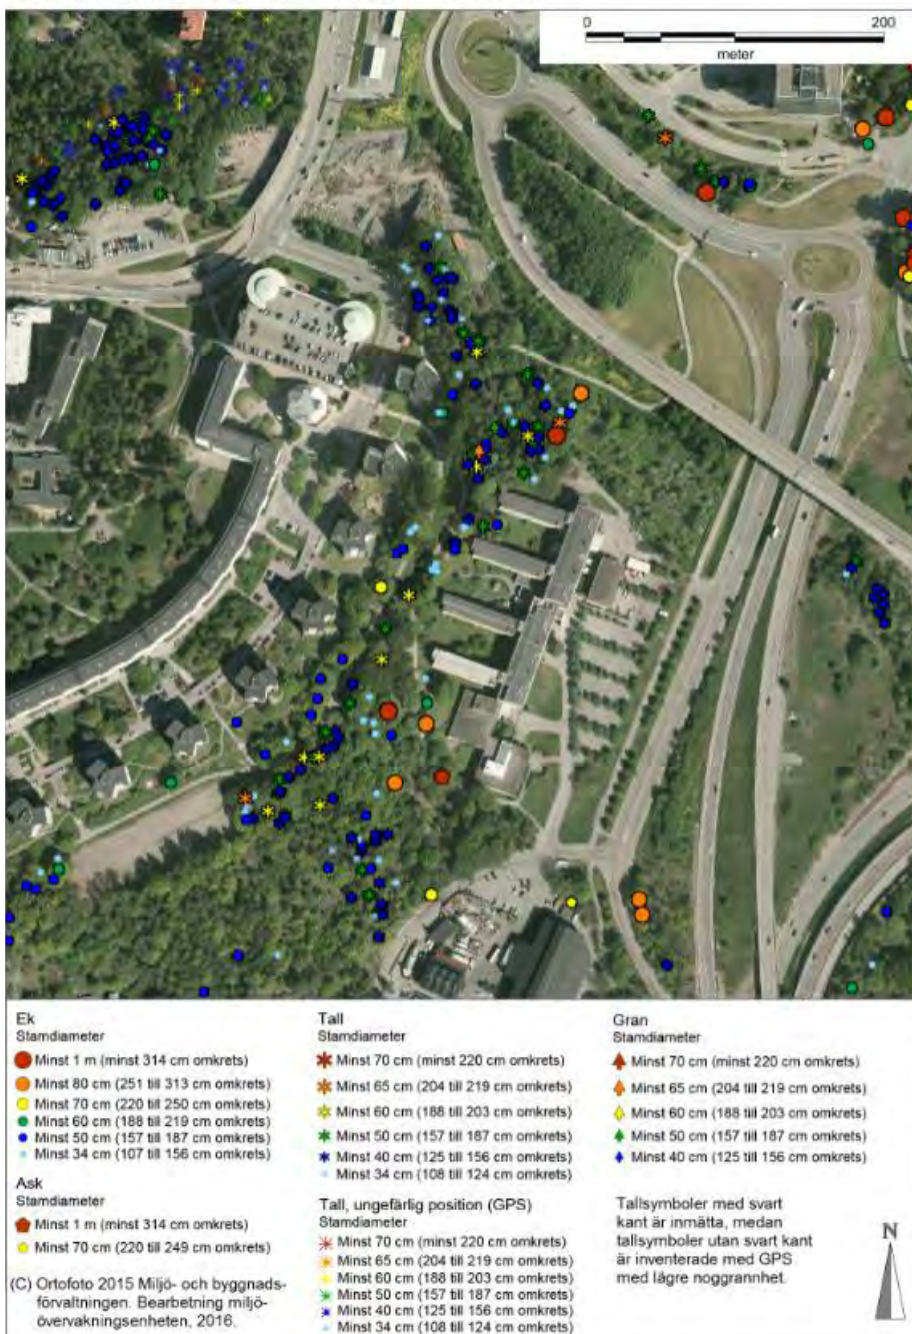 0 200
meter
Ek
Stamdiameter
Minst 1 m (minst 314 cm omkrets)
Minst 80 cm (251 till 313 cm omkrets)
Minst 70 cm (220 till 250 cm omkrets)
Minst 60 cm (188 till 219 cm omkrets)
Minst 50 cm (157 till 187 cm omkrets)
Minst 34 cm (107 till 156 cm omkrets)
Ask
Stamdiameter
Minst 1 m (minst 314 cm omkrets)
Minst 70 cm (220 till 249 cm omkrets)
(C) Ortofoto 2015 Miljö- och byggnads-
förvaltningen. Bearbetning miljö-
övervakningsenheten, 2016.
Tall
Stamdiameter
Minst 70 cm (minst 220 cm omkrets)
Minst 65 cm (204 till 219 cm omkrets)
Minst 60 cm (188 till 203 cm omkrets)
Minst 50 cm (157 till 187 cm omkrets)
Minst 40 cm (125 till 156 cm omkrets)
Minst 34 cm (108 till 124 cm omkrets)
Tall, ungefärlig position (GPS)
Stamdiameter
Minst 70 cm (minst 220 cm omkrets)
Minst 65 cm (204 till 219 cm omkrets)
Minst 60 cm (188 till 203 cm omkrets)
Minst 50 cm (157 till 187 cm omkrets)
Minst 40 cm (125 till 156 cm omkrets)
Minst 34 cm (108 till 124 cm omkrets)
Gran
Stamdiameter
Minst 70 cm (minst 220 cm omkrets)
Minst 65 cm (204 till 219 cm omkrets)
Minst 60 cm (188 till 203 cm omkrets)
Minst 50 cm (157 till 187 cm omkrets)
Minst 40 cm (125 till 156 cm omkrets)
Tallsymboler med svart
kant är inmätta, medan
tallsymboler utan svart kant
är inventerade med GPS
med lägre noggrannhet.
N